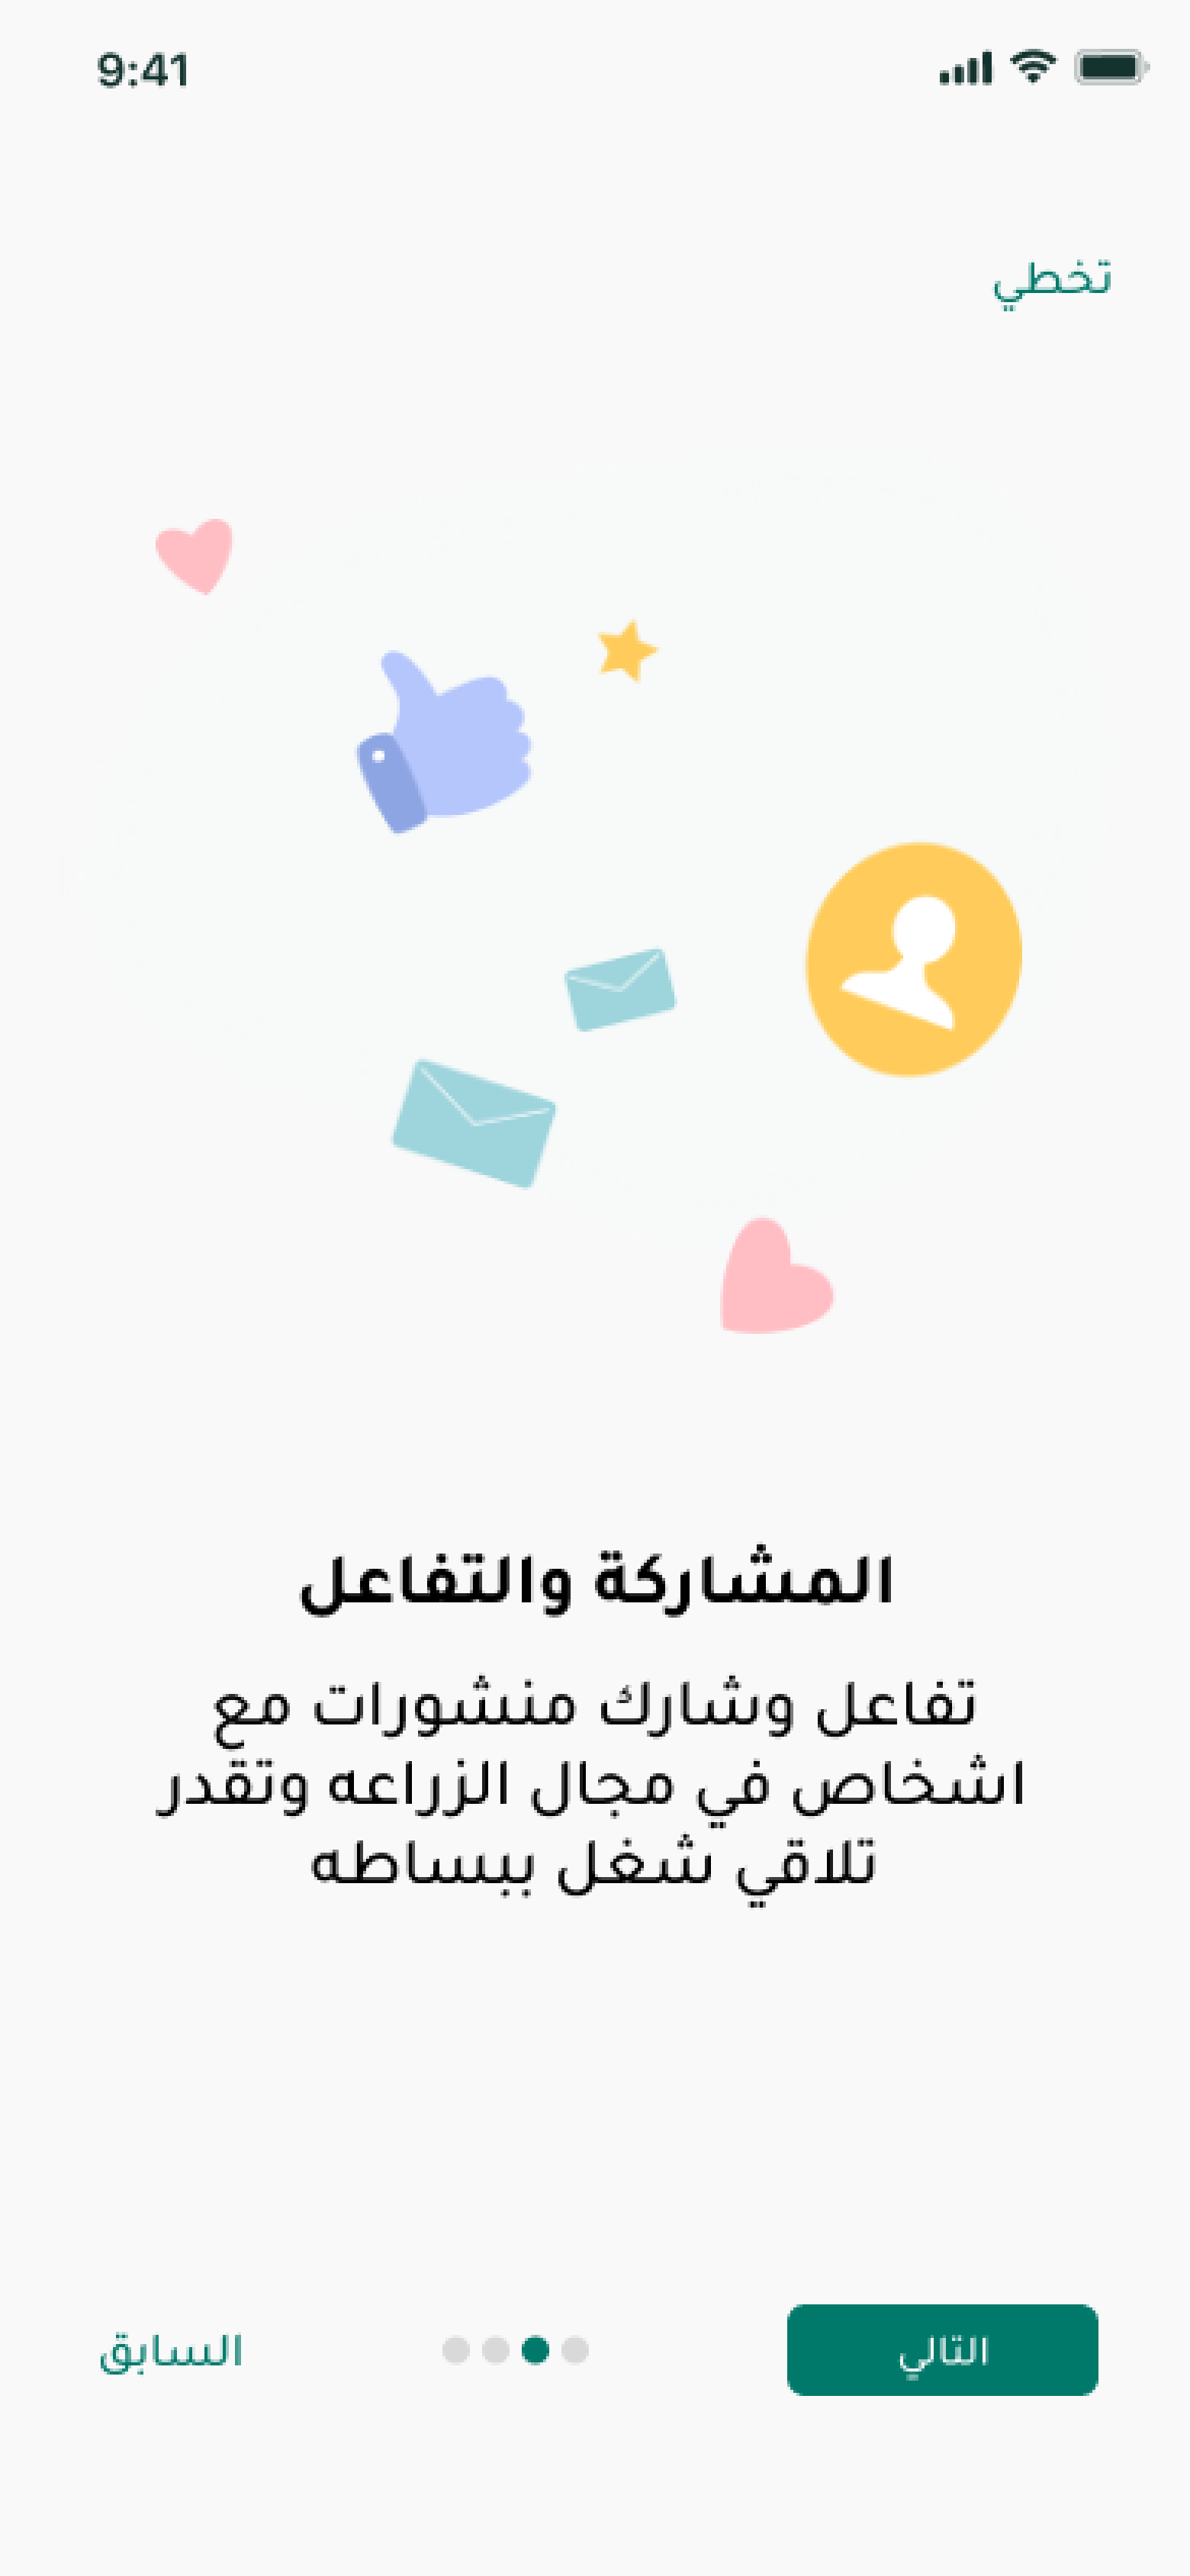 9:41
تخطي
المشاركة والتفاعل
تفاعل وشارك منشورات مع
اشخاص في مجال الزراعه وتقدر
تلاقي شغل ببساطه
التالي
السابق